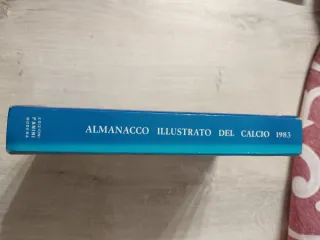 ALMANACCO ILLUSTRATO DEL CALCIO 1983
EDIZIONI
PANINI
MODENA